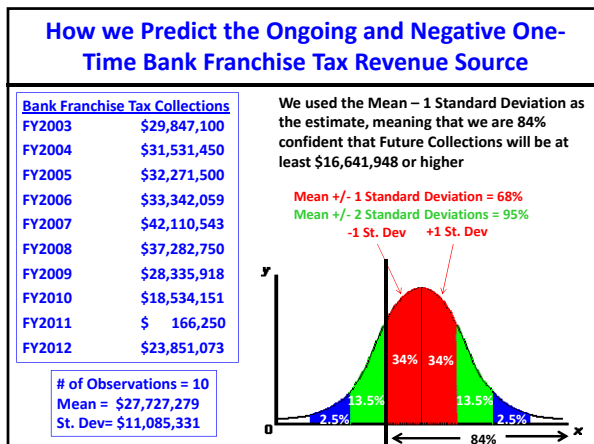 How we Predict the Ongoing and Negative One-
Time Bank Franchise Tax Revenue Source
Bank Franchise Tax Collections
FY2003 $29,847,100
FY2004 $31,531,450
FY2005 $32,271,500
FY2006 $33,342,059
FY2007 $42,110,543
FY2008 $37,282,750
FY2009 $28,335,918
FY2010 $18,534,151
FY2011 $ 166,250
FY2012 $23,851,073
# of Observations = 10
Mean = $27,727,279
St. Dev= $11,085,331
We used the Mean – 1 Standard Deviation as
the estimate, meaning that we are 84%
confident that Future Collections will be at
least $16,641,948 or higher
Mean +/- 1 Standard Deviation = 68%
Mean +/- 2 Standard Deviations = 95%
-1 St. Dev +1 St. Dev
y
34% 34%
13.5% 13.5%
2.5% 2.5%
0 x
84%